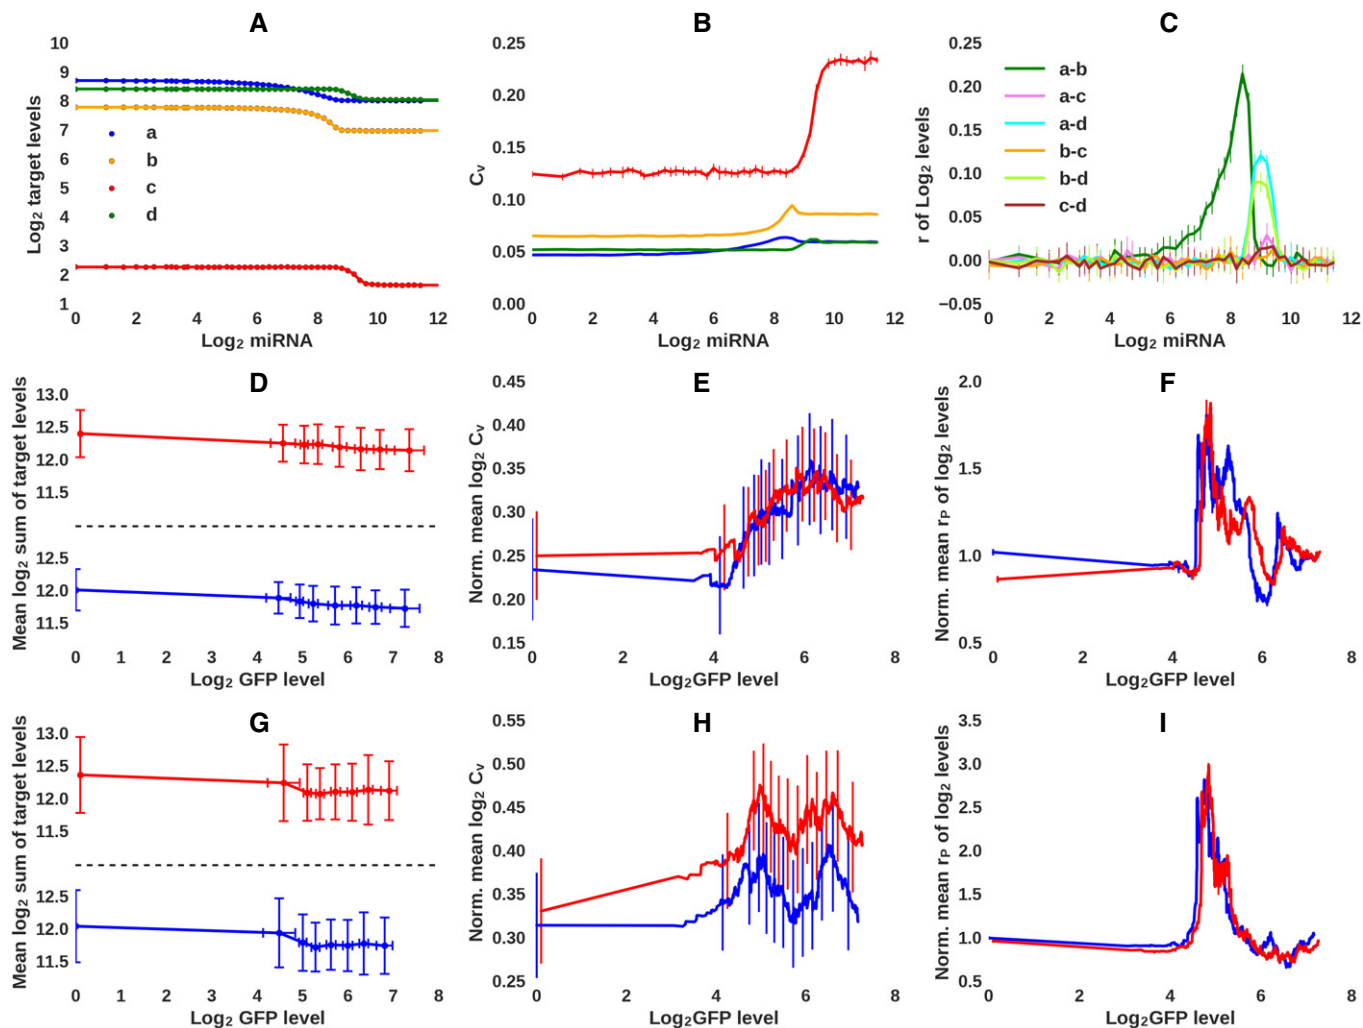 A
Log2 target levels
10
9
8
7
6
5
4
3
2
1
a
b
c
d
0 2 4 6 8 10 12
Log2 miRNA
B
Cv
0.25
0.20
0.15
0.10
0.05
0.00
0 2 4 6 8 10 12
Log2 miRNA
C
r of Log2 levels
0.25
0.20
0.15
0.10
0.05
0.00
−0.05
a-b
a-c
a-d
b-c
b-d
c-d
0 2 4 6 8 10 12
Log2 miRNA
D
Mean log2 sum of target levels
13.0
12.5
12.0
11.5
12.5
12.0
11.5
0 1 2 3 4 5 6 7 8
Log2 GFP level
E
Norm. mean log2 Cv
0.45
0.40
0.35
0.30
0.25
0.20
0.15
0 2 4 6 8
Log2GFP level
F
Norm. mean rP of log2 levels
2.0
1.5
1.0
0.5
0 2 4 6 8
Log2GFP level
G
Mean log2 sum of target levels
13.0
12.5
12.0
11.5
12.5
12.0
11.5
0 1 2 3 4 5 6 7 8
Log2 GFP level
H
Norm. mean log2 Cv
0.55
0.50
0.45
0.40
0.35
0.30
0.25
0 2 4 6 8
Log2GFP level
I
Norm. mean rP of log2 levels
3.5
3.0
2.5
2.0
1.5
1.0
0.5
0 2 4 6 8
Log2GFP level